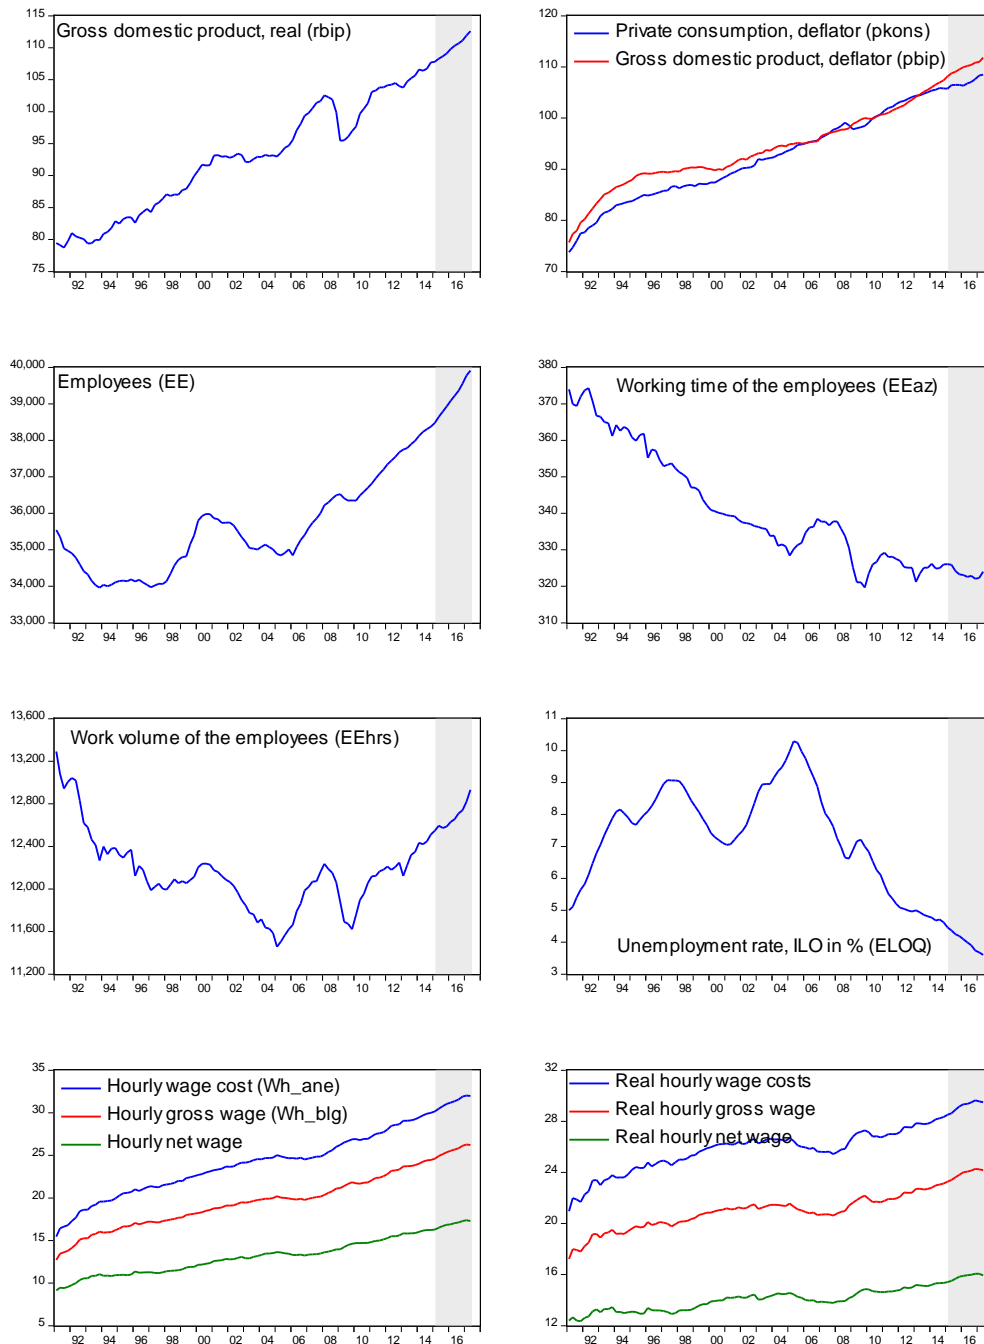 Gross domestic product, real (rbip)
115
110
105
100
95
90
85
80
75
92 94 96 98 00 02 04 06 08 10 12 14 16
Private consumption, deflator (pkons)
Gross domestic product, deflator (pbip)
120
110
100
90
80
70
92 94 96 98 00 02 04 06 08 10 12 14 16
Employees (EE)
40,000
39,000
38,000
37,000
36,000
35,000
34,000
33,000
92 94 96 98 00 02 04 06 08 10 12 14 16
Working time of the employees (EEaz)
380
370
360
350
340
330
320
310
92 94 96 98 00 02 04 06 08 10 12 14 16
Work volume of the employees (EEhrs)
13,600
13,200
12,800
12,400
12,000
11,600
11,200
92 94 96 98 00 02 04 06 08 10 12 14 16
11
10
9
8
7
6
5
4
3
Unemployment rate, ILO in % (ELOQ)
92 94 96 98 00 02 04 06 08 10 12 14 16
Hourly wage cost (Wh_ane)
Hourly gross wage (Wh_blg)
Hourly net wage
35
30
25
20
15
10
5
92 94 96 98 00 02 04 06 08 10 12 14 16
Real hourly wage costs
Real hourly gross wage
Real hourly net wage
32
28
24
20
16
12
92 94 96 98 00 02 04 06 08 10 12 14 16